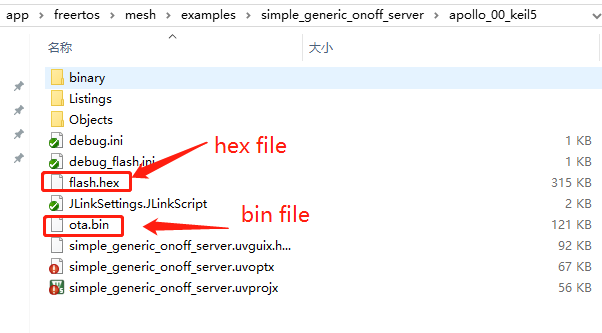 app > freertos > mesh > examples > simple_generic_onoff_server > apollo_00_keil5
名称 大小
binary
Listings
Objects
debug.ini 1 KB
debug_flash.ini 1 KB
hex file
flash.hex 315 KB
JLinkSettings.JLinkScript 2 KB
bin file
ota.bin 121 KB
simple_generic_onoff_server.uvguix.h... 92 KB
simple_generic_onoff_server.uvoptx 67 KB
simple_generic_onoff_server.uvprojx 56 KB